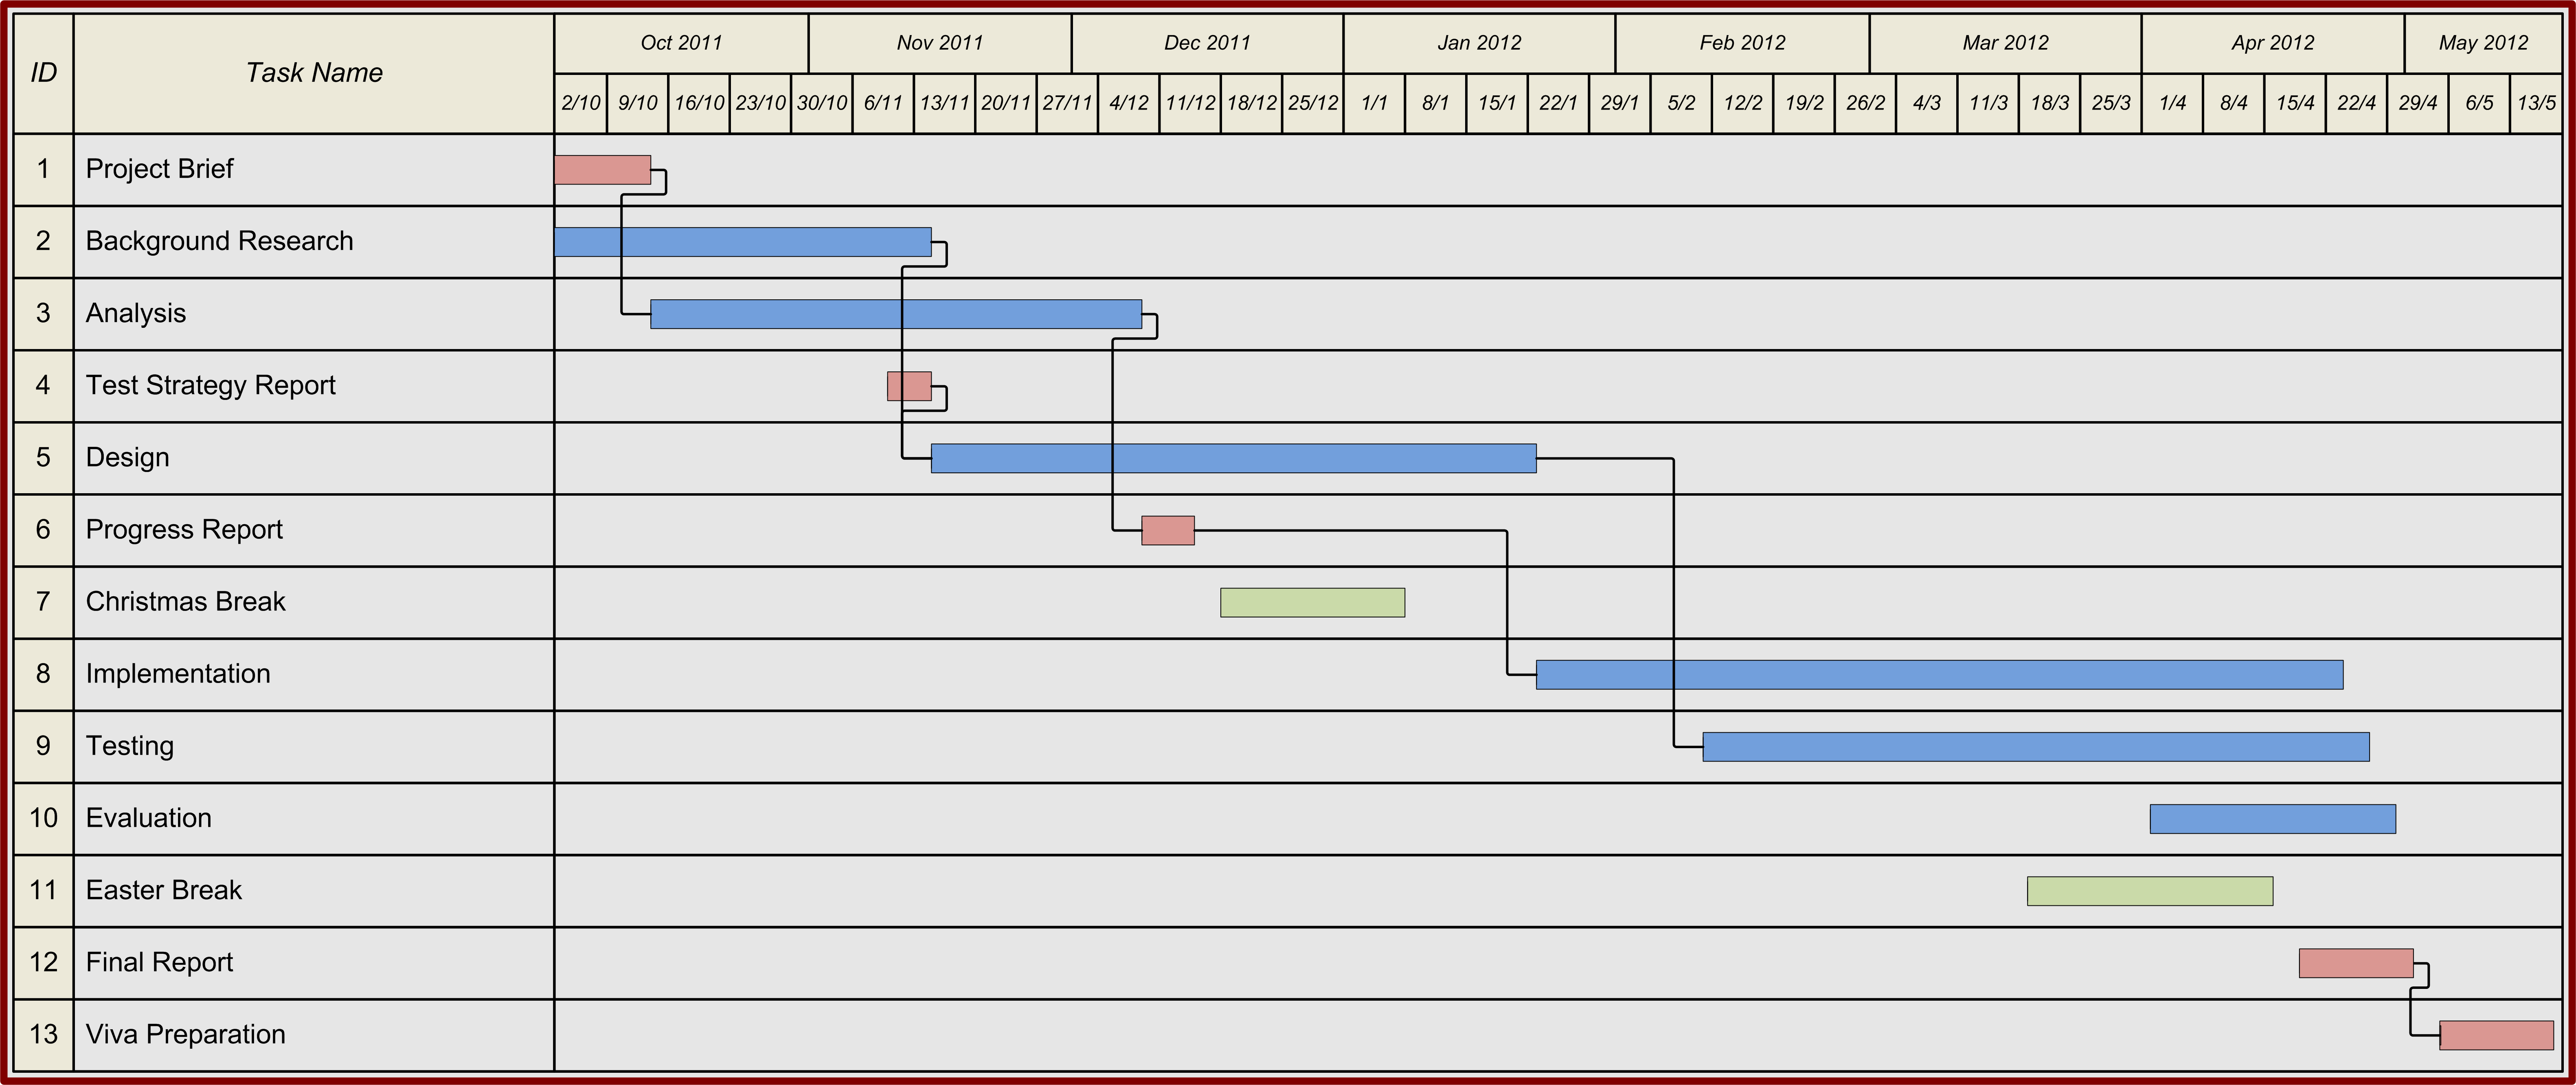 ID Task Name Oct 2011 Nov 2011 Dec 2011 Jan 2012 Feb 2012 Mar 2012 Apr 2012 May 2012
2/10 9/10 16/10 23/10 30/10 6/11 13/11 20/11 27/11 4/12 11/12 18/12 25/12 1/1 8/1 15/1 22/1 29/1 5/2 12/2 19/2 26/2 4/3 11/3 18/3 25/3 1/4 8/4 15/4 22/4 29/4 6/5 13/5
1 Project Brief
2 Background Research
3 Analysis
4 Test Strategy Report
5 Design
6 Progress Report
7 Christmas Break
8 Implementation
9 Testing
10 Evaluation
11 Easter Break
12 Final Report
13 Viva Preparation